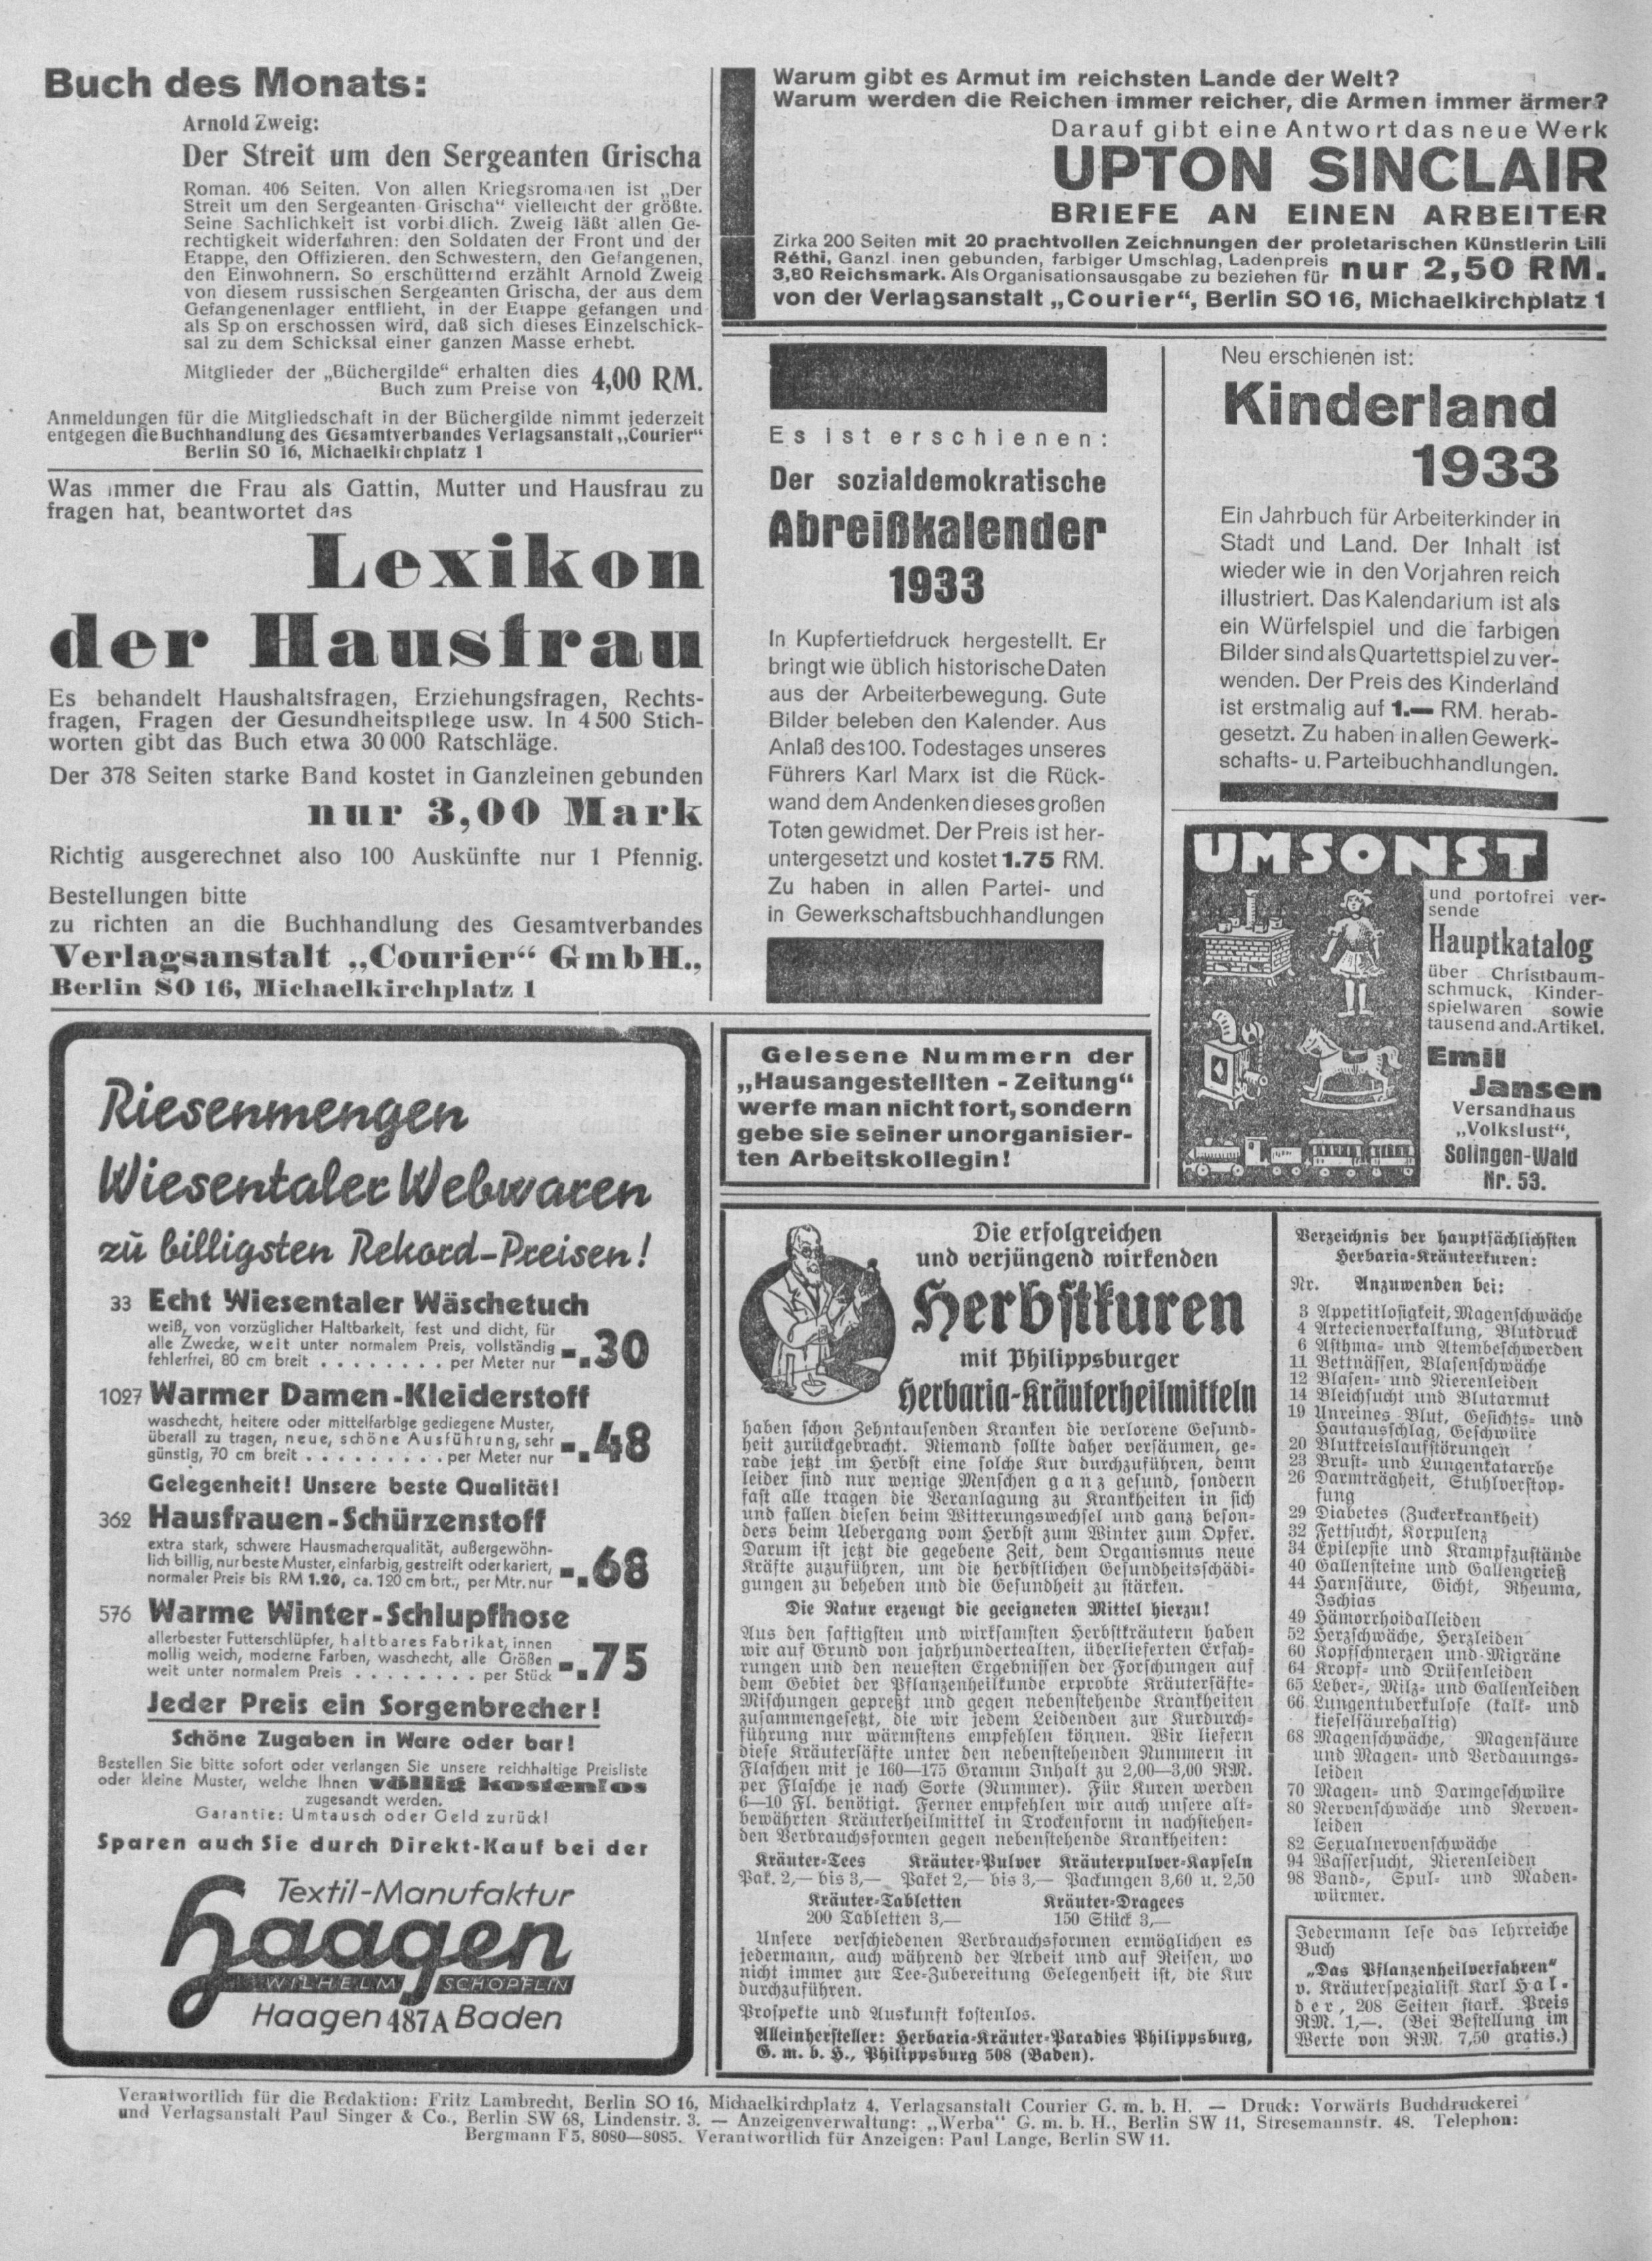 Buch des Monats:
Arnold Zweig:
Der Streit um den Sergeanten Grischa
Roman. 406 Seiten. Von allen Kriegsromanen ist „Der
Streit um den Sergeanten Grischa“ vielleicht der größte.
Seine Sachlichkeit ist vorbi dlich. Zweig läßt allen Ge-
rechtigkeit widerfahren: den Soldaten der Front und der
Etappe, den Offizieren, den Schwestern, den Gefangenen,
den Einwohnern. So erschütternd erzählt Arnold Zweig
von diesem russischen Sergeanten Grischa, der aus dem
Gefangenenlager entflieht, in der Etappe gefangen und
als Sp on erschossen wird, daß sich dieses Einzelschick-
sal zu dem Schicksal einer ganzen Masse erhebt.
Mitglieder der „Büchergilde“ erhalten dies
Buch zum Preise von 4,00 RM.
Anmeldungen für die Mitgliedschaft in der Büchergilde nimmt jederzeit
entgegen die Buchhandlung des Gesamtverbandes Verlagsanstalt „Courier“
Berlin SO 16, Michaelkirchplatz 1
Was immer die Frau als Gattin, Mutter und Hausfrau zu
fragen hat, beantwortet das
Lexikon
der Hausfrau
Es behandelt Haushaltsfragen, Erziehungsfragen, Rechts-
fragen, Fragen der Gesundheitspflege usw. In 4 500 Stich-
worten gibt das Buch etwa 30 000 Ratschläge.
Der 378 Seiten starke Band kostet in Ganzleinen gebunden
nur 3,00 Mark
Richtig ausgerechnet also 100 Auskünfte nur 1 Pfennig.
Bestellungen bitte
zu richten an die Buchhandlung des Gesamtverbandes
Verlagsanstalt „Courier“ GmbH.,
Berlin SO 16, Michaelkirchplatz 1
Warum gibt es Armut im reichsten Lande der Welt?
Warum werden die Reichen immer reicher, die Armen immer ärmer?
Darauf gibt eine Antwort das neue Werk
UPTON SINCLAIR
BRIEFE AN EINEN ARBEITER
Zirka 200 Seiten mit 20 prachtvollen Zeichnungen der proletarischen Künstlerin Lili
Réthi, Ganzl inen gebunden, farbiger Umschlag, Ladenpreis
3,80 Reichsmark. Als Organisationsausgabe zu beziehen für nur 2,50 RM.
von der Verlagsanstalt „Courier“, Berlin SO 16, Michaelkirchplatz 1
Es ist erschienen:
Der sozialdemokratische
Abreißkalender
1933
In Kupfertiefdruck hergestellt. Er
bringt wie üblich historische Daten
aus der Arbeiterbewegung. Gute
Bilder beleben den Kalender. Aus
Anlaß des 100. Todestages unseres
Führers Karl Marx ist die Rück-
wand dem Andenken dieses großen
Toten gewidmet. Der Preis ist her-
untergesetzt und kostet 1.75 RM.
Zu haben in allen Partei- und
in Gewerkschaftsbuchhandlungen
Neu erschienen ist:
Kinderland
1933
Ein Jahrbuch für Arbeiterkinder in
Stadt und Land. Der Inhalt ist
wieder wie in den Vorjahren reich
illustriert. Das Kalendarium ist als
ein Würfelspiel und die farbigen
Bilder sind als Quartettspiel zu ver-
wenden. Der Preis des Kinderland
ist erstmalig auf 1.— RM. herab-
gesetzt. Zu haben in allen Gewerk-
schafts- u. Parteibuchhandlungen.
UMSONST
und portofrei ver-
sende
Hauptkatalog
über Christbaum-
schmuck, Kinder-
spielwaren sowie
tausend and. Artikel.
Emil
Jansen
Versandhaus
„Volkslust“,
Solingen-Wald
Nr. 53.
Gelesene Nummern der
„Hausangestellten - Zeitung“
werfe man nicht fort, sondern
gebe sie seiner unorganisier-
ten Arbeitskollegin!
Riesenmengen
Wiesentaler Webwaren
zu billigsten Rekord-Preisen!
33 Echt Wiesentaler Wäschetuch
weiß, von vorzüglicher Haltbarkeit, fest und dicht, für
alle Zwecke, weit unter normalem Preis, vollständig
fehlerfrei, 80 cm breit . . . . . . . . per Meter nur -.30
1027 Warmer Damen-Kleiderstoff
waschecht, heitere oder mittelfarbige gediegene Muster,
überall zu tragen, neue, schöne Ausführung, sehr
günstig, 70 cm breit . . . . . . . . . per Meter nur -.48
Gelegenheit! Unsere beste Qualität!
362 Hausfrauen-Schürzenstoff
extra stark, schwere Hausmacherqualität, außergewöhn-
lich billig, nur beste Muster, einfarbig, gestreift oder kariert,
normaler Preis bis RM 1.20, ca. 120 cm brt., per Mtr. nur -.68
576 Warme Winter-Schlupfhose
allerbester Futterschlüpfer, haltbares Fabrikat, innen
mollig weich, moderne Farben, waschecht, alle Größen
weit unter normalem Preis . . . . . . . . per Stück -.75
Jeder Preis ein Sorgenbrecher!
Schöne Zugaben in Ware oder bar!
Bestellen Sie bitte sofort oder verlangen Sie unsere reichhaltige Preisliste
oder kleine Muster, welche Ihnen völlig kostenlos
zugesandt werden.
Garantie: Umtausch oder Geld zurück!
Sparen auch Sie durch Direkt-Kauf bei der
Textil-Manufaktur
Haagen
WILHELM SCHÖPFLIN
Haagen 487A Baden
Die erfolgreichen
und verjüngend wirkenden
Herbstkuren
mit Philippsburger
Herbaria-Kräuterheilmitteln
haben schon Zehntausenden Kranken die verlorene Gesund-
heit zurückgebracht. Niemand sollte daher versäumen, ge-
rade jetzt im Herbst eine solche Kur durchzuführen, denn
leider sind nur wenige Menschen ganz gesund, sondern
fast alle tragen die Veranlagung zu Krankheiten in sich
und fallen diesen beim Witterungswechsel und ganz beson-
ders beim Uebergang vom Herbst zum Winter zum Opfer.
Darum ist jetzt die gegebene Zeit, dem Organismus neue
Kräfte zuzuführen, um die herbstlichen Gesundheitsschädi-
gungen zu beheben und die Gesundheit zu stärken.
Die Natur erzeugt die geeigneten Mittel hierzu!
Aus den saftigsten und wirksamsten Herbstkräutern haben
wir auf Grund von jahrhundertealten, überlieferten Erfah-
rungen und den neuesten Ergebnissen der Forschungen auf
dem Gebiet der Pflanzenheilkunde erprobte Kräutersäfte-
Mischungen gepreßt und gegen nebenstehende Krankheiten
zusammengesetzt, die wir jedem Leidenden zur Kurdurch-
führung nur wärmstens empfehlen können. Wir liefern
diese Kräutersäfte unter den nebenstehenden Nummern in
Flaschen mit je 160—175 Gramm Inhalt zu 2,00—3,00 RM.
per Flasche je nach Sorte (Nummer). Für Kuren werden
6—10 Fl. benötigt. Ferner empfehlen wir auch unsere alt-
bewährten Kräuterheilmittel in Trockenform in nachstehen-
den Verbrauchsformen gegen nebenstehende Krankheiten:
Kräuter-Tees Kräuter-Pulver Kräuterpulver-Kapseln
Pak. 2,— bis 3,— Paket 2,— bis 3,— Packungen 3,60 u. 2,50
Kräuter-Tabletten Kräuter-Dragees
200 Tabletten 3,— 150 Stück 3,—
Unsere verschiedenen Verbrauchsformen ermöglichen es
jedermann, auch während der Arbeit und auf Reisen, wo
nicht immer zur Tee-Zubereitung Gelegenheit ist, die Kur
durchzuführen.
Prospekte und Auskunft kostenlos.
Alleinhersteller: Herbaria-Kräuter-Paradies Philippsburg,
G. m. b. H., Philippsburg 508 (Baden).
Verzeichnis der hauptsächlichsten
Herbaria-Kräuterkuren:
Nr. Anzuwenden bei:
3 Appetitlosigkeit, Magenschwäche
4 Arterienverkalkung, Blutdruck
6 Asthma- und Atembeschwerden
11 Bettnässen, Blasenschwäche
12 Blasen- und Nierenleiden
14 Bleichsucht und Blutarmut
19 Unreines Blut, Gesichts- und
Hautausschlag, Geschwüre
20 Blutkreislaufstörungen
23 Brust- und Lungenkatarrhe
26 Darmträgheit, Stuhlverstop-
fung
29 Diabetes (Zuckerkrankheit)
32 Fettsucht, Korpulenz
34 Epilepsie und Krampfzustände
40 Gallensteine und Gallengrieß
44 Harnsäure, Gicht, Rheuma,
Ischias
49 Hämorrhoidalleiden
52 Herzschwäche, Herzleiden
60 Kopfschmerzen und Migräne
64 Kropf- und Drüsenleiden
65 Leber-, Milz- und Gallenleiden
66 Lungentuberkulose (kalk- und
kieselsäurehaltig)
68 Magenschwäche, Magensäure
und Magen- und Verdauungs-
leiden
70 Magen- und Darmgeschwüre
80 Nervenschwäche und Nerven-
leiden
82 Sexualnervenschwäche
94 Wassersucht, Nierenleiden
98 Band-, Spul- und Maden-
würmer.
Jedermann lese das lehrreiche
Buch
„Das Pflanzenheilverfahren“
v. Kräuterspezialist Karl Hal-
der, 208 Seiten stark. Preis
RM. 1,—. (Bei Bestellung im
Werte von RM. 7,50 gratis.)
Verantwortlich für die Redaktion: Fritz Lambrecht, Berlin SO 16, Michaelkirchplatz 4, Verlagsanstalt Courier G. m. b. H. — Druck: Vorwärts Buchdruckerei
und Verlagsanstalt Paul Singer & Co., Berlin SW 68, Lindenstr. 3. — Anzeigenverwaltung: „Werba“ G. m. b. H., Berlin SW 11, Stresemannstr. 48. Telephon:
Bergmann F 5, 8080—8085. Verantwortlich für Anzeigen: Paul Lange, Berlin SW 11.